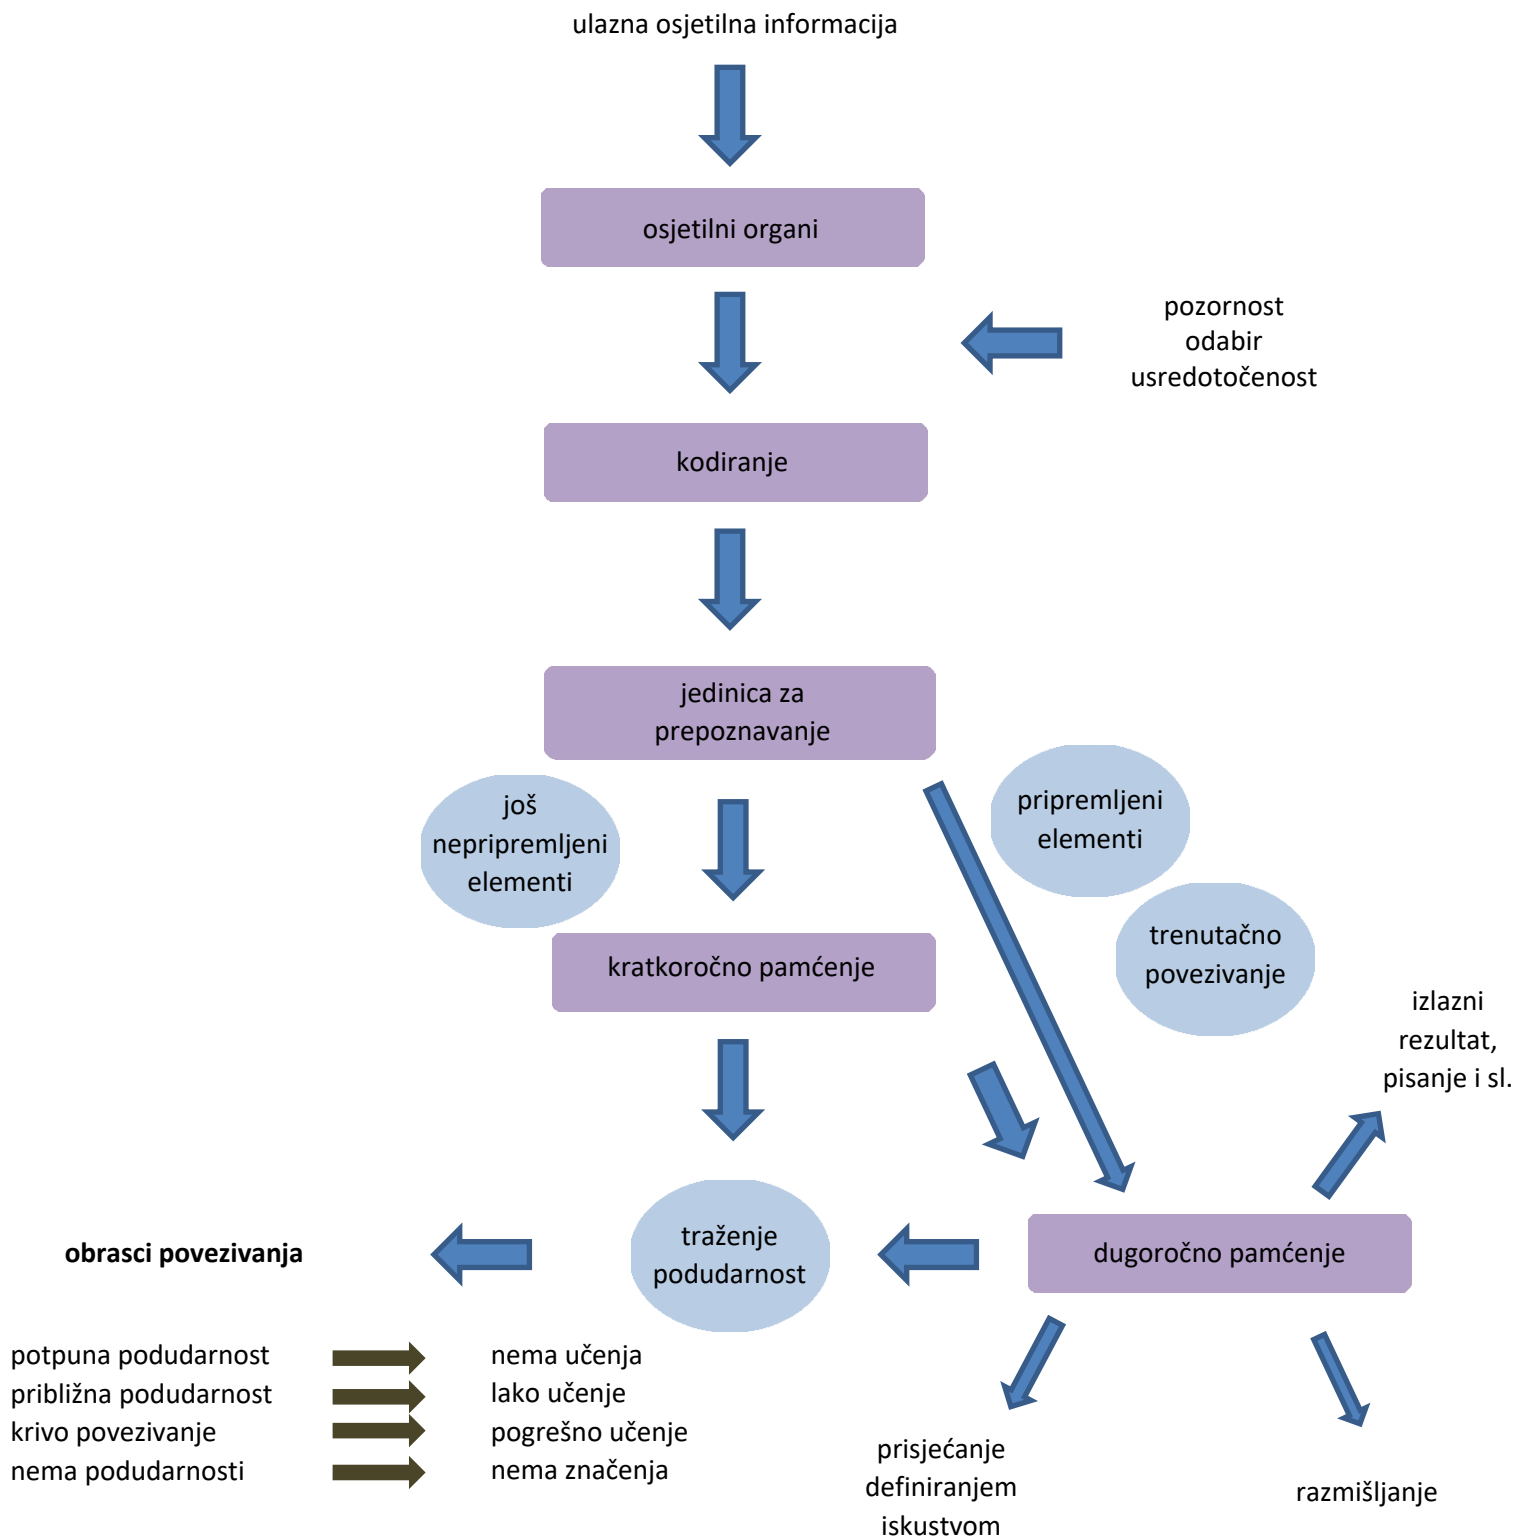 ulazna osjetilna informacija
osjetilni organi
pozornost
odabir
usredotočenost
kodiranje
jedinica za
prepoznavanje
još
nepripremljeni
elementi
pripremljeni
elementi
kratkoročno pamćenje
trenutačno
povezivanje
izlazni
rezultat,
pisanje i sl.
obrasci povezivanja
traženje
podudarnost
dugoročno pamćenje
potpuna podudarnost nema učenja
približna podudarnost lako učenje
krivo povezivanje pogrešno učenje
nema podudarnosti nema značenja
prisjećanje
definiranjem
iskustvom
razmišljanje